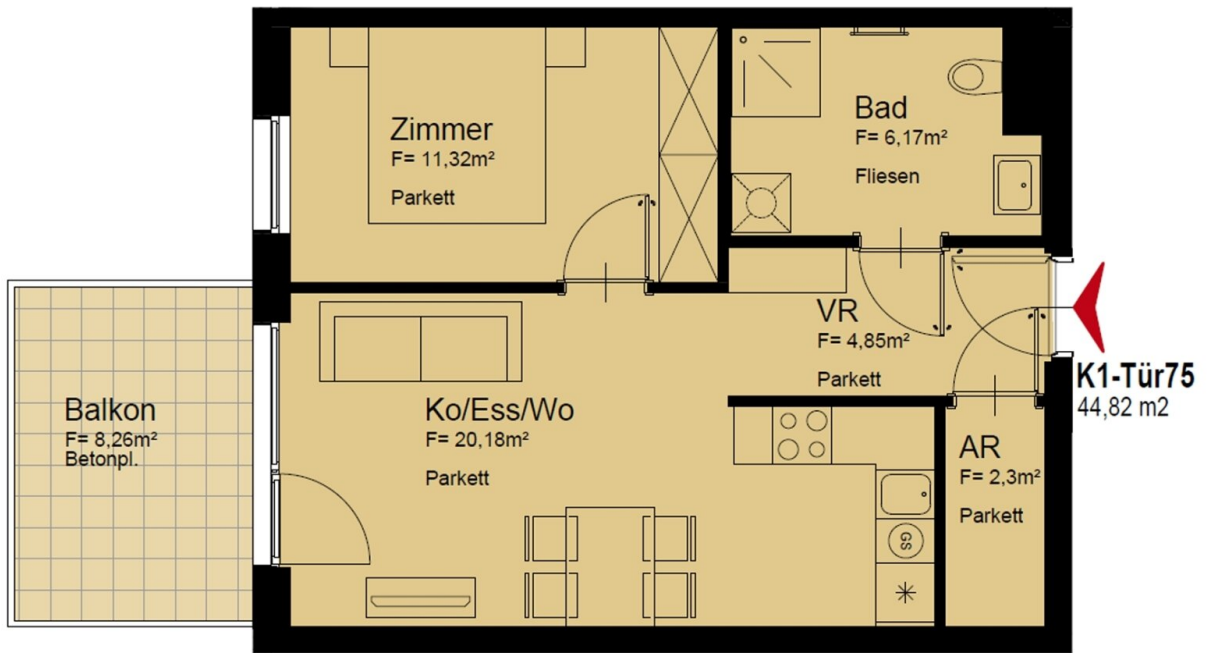 Zimmer
F= 11,32m²
Parkett
Bad
F= 6,17m²
Fliesen
VR
F= 4,85m²
Parkett
K1-Tür75
44,82 m2
Balkon
F= 8,26m²
Betonpl.
Ko/Ess/Wo
F= 20,18m²
Parkett
AR
F= 2,3m²
Parkett
GS